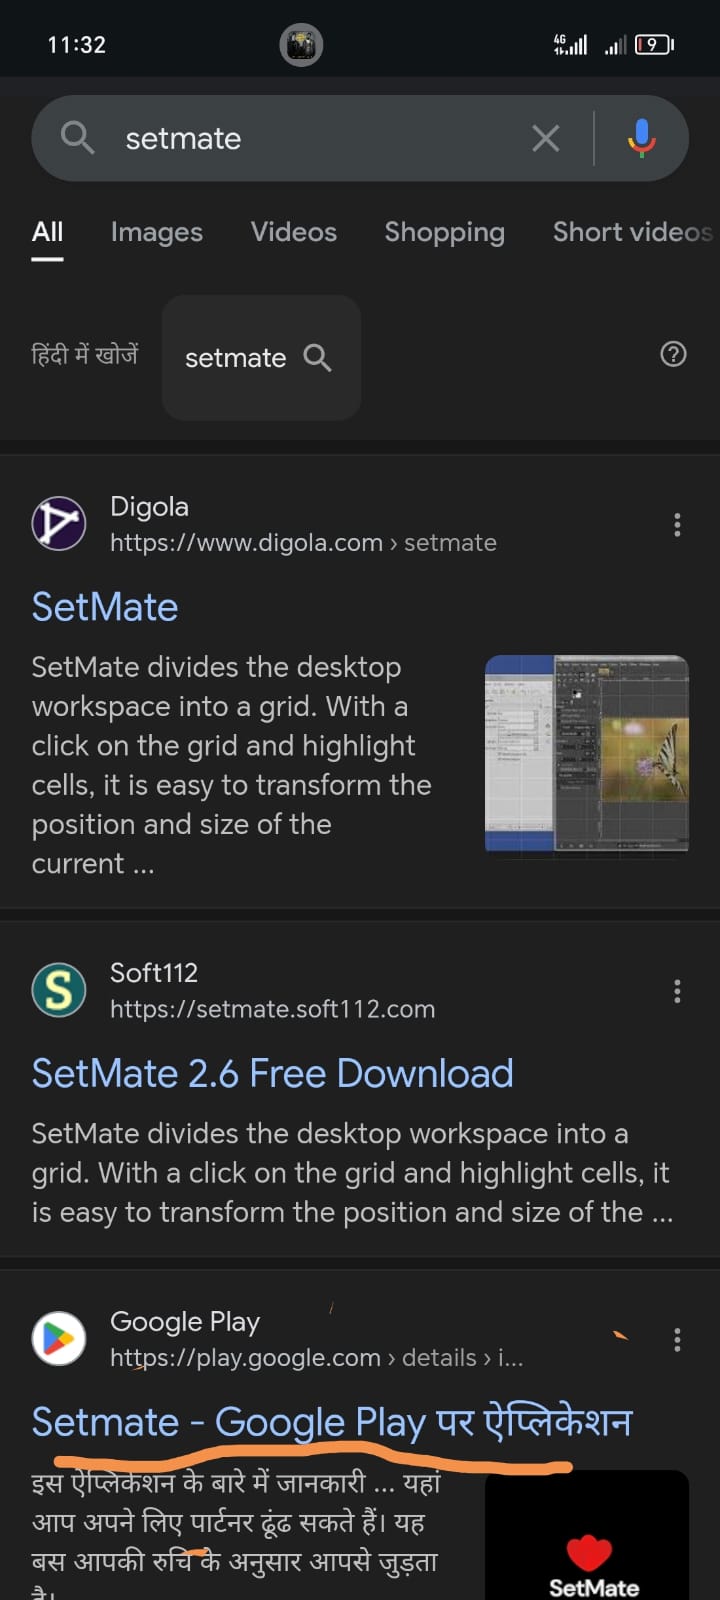 11:32
4G
9
setmate
All Images Videos Shopping Short videos
हिंदी में खोजें setmate
Digola
https://www.digola.com › setmate
SetMate
SetMate divides the desktop
workspace into a grid. With a
click on the grid and highlight
cells, it is easy to transform the
position and size of the
current ...
Soft112
https://setmate.soft112.com
SetMate 2.6 Free Download
SetMate divides the desktop workspace into a
grid. With a click on the grid and highlight cells, it
is easy to transform the position and size of the ...
Google Play
https://play.google.com › details › i...
Setmate - Google Play पर ऐप्लिकेशन
इस ऐप्लिकेशन के बारे में जानकारी ... यहां
आप अपने लिए पार्टनर ढूंढ सकते हैं। यह
बस आपकी रुचि के अनुसार आपसे जुड़ता
है।
SetMate